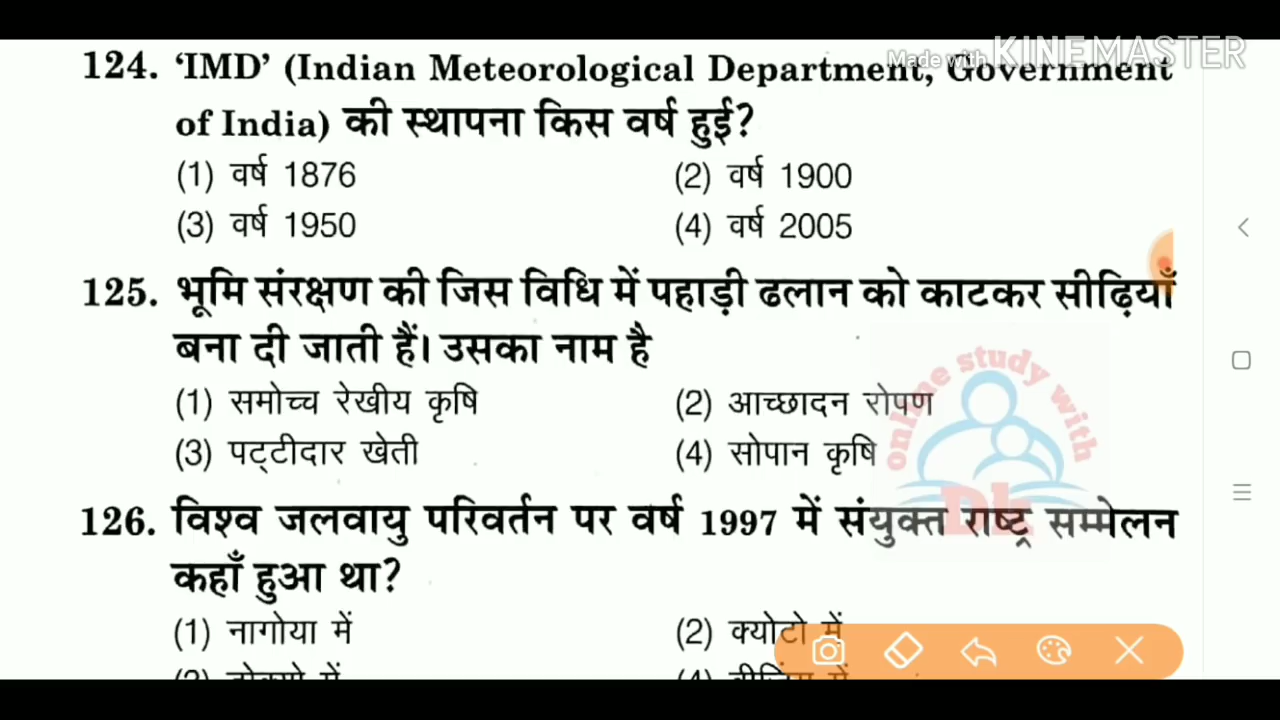 Made with KINEMASTER
124. ‘IMD’ (Indian Meteorological Department, Government
of India) की स्थापना किस वर्ष हुई?
(1) वर्ष 1876 (2) वर्ष 1900
(3) वर्ष 1950 (4) वर्ष 2005
125. भूमि संरक्षण की जिस विधि में पहाड़ी ढलान को काटकर सीढ़ियाँ
बना दी जाती हैं। उसका नाम है
(1) समोच्च रेखीय कृषि (2) आच्छादन रोपण
(3) पट्टीदार खेती (4) सोपान कृषि
online study with
Dk
126. विश्व जलवायु परिवर्तन पर वर्ष 1997 में संयुक्त राष्ट्र सम्मेलन
कहाँ हुआ था?
(1) नागोया में (2) क्योटो में
(3) टोक्यो में (4) बीजिंग में